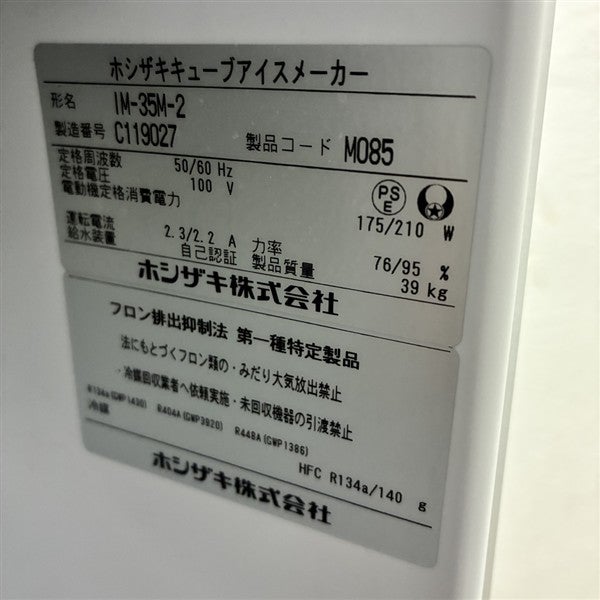 ホシザキキューブアイスメーカー
形名 IM-35M-2
製造番号 C119027 製品コード M085
定格周波数 50/60 Hz
定格電圧 100 V
電動機定格消費電力 175/210 W
PS
E
運転電流 2.3/2.2 A 力率 76/95 %
給水装置 自己認証 製品質量 39 kg
ホシザキ株式会社
フロン排出抑制法 第一種特定製品
法にもとづくフロン類の・みだり大気放出禁止
・冷媒回収業者へ依頼実施・未回収機器の引渡禁止
R134a(GWP1430) R404A(GWP3920) R448A(GWP1386)
冷媒 HFC R134a/140 g
ホシザキ株式会社